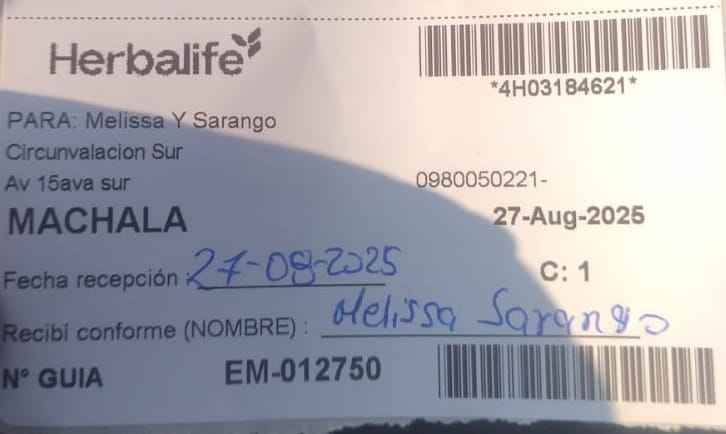 Herbalife
*4H03184621*
PARA: Melissa Y Sarango
Circunvalacion Sur
Av 15ava sur 0980050221-
MACHALA 27-Aug-2025
Fecha recepción 27-08-2025 C: 1
Recibí conforme (NOMBRE) : Melissa Sarango
Nº GUIA EM-012750